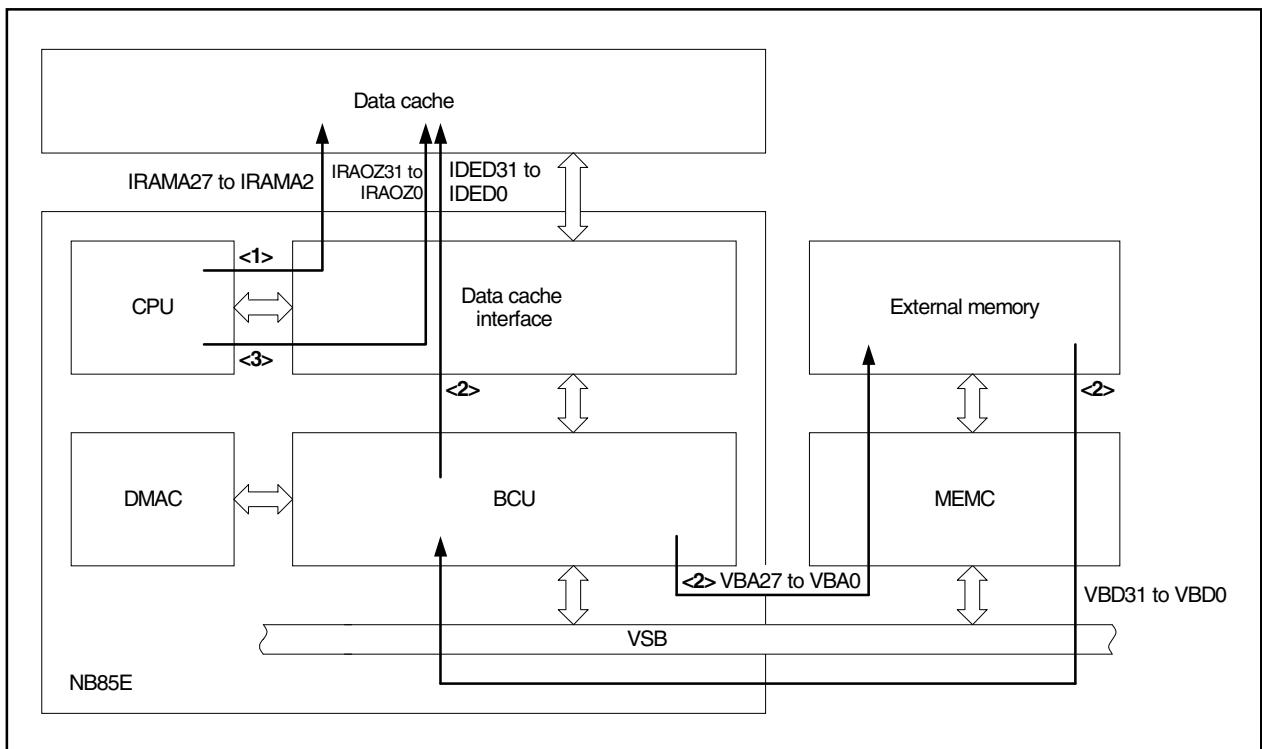 Data cache
IRAMA27 to IRAMA2
IRAOZ31 to
IRAOZ0
IDED31 to
IDED0
<1>
CPU
Data cache
interface
External memory
<3>
<2>
<2>
DMAC
BCU
MEMC
<2> VBA27 to VBA0
VBD31 to VBD0
VSB
NB85E